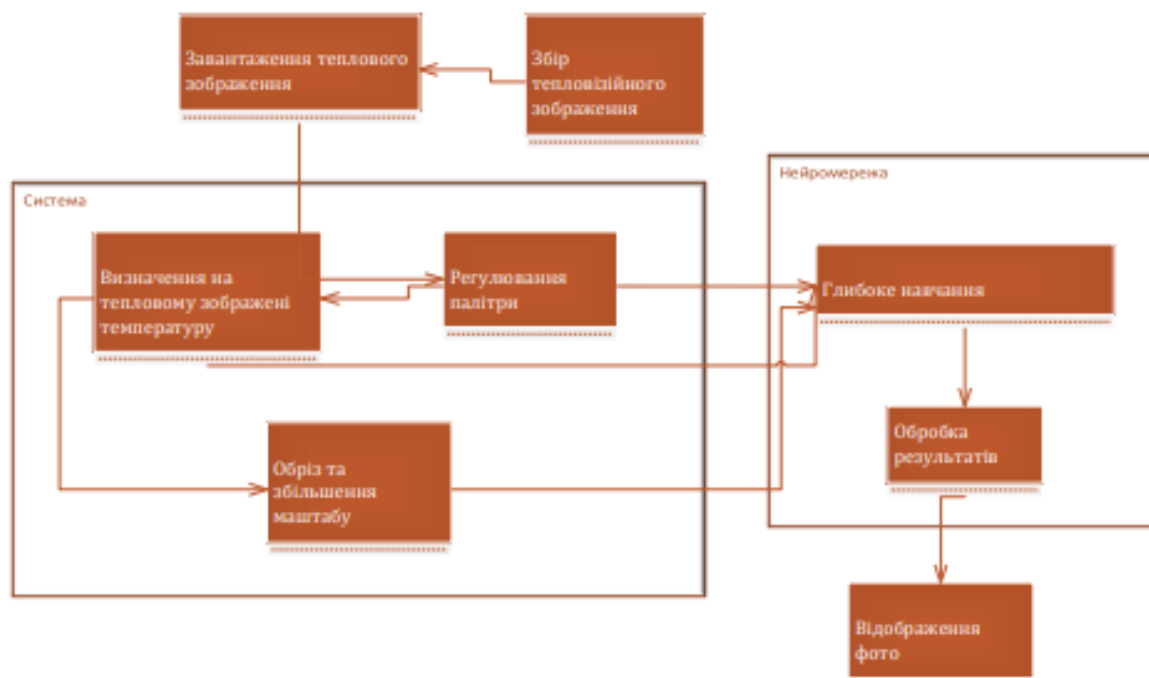 Завантаження теплового
зображення
Збір
тепловізійного
зображення
Система
Визначення на
тепловому зображені
температуру
Регулювання
палітри
Обріз та
збільшення
маштабу
Нейромережа
Глибоке навчання
Обробка
результатів
Відображення
фото